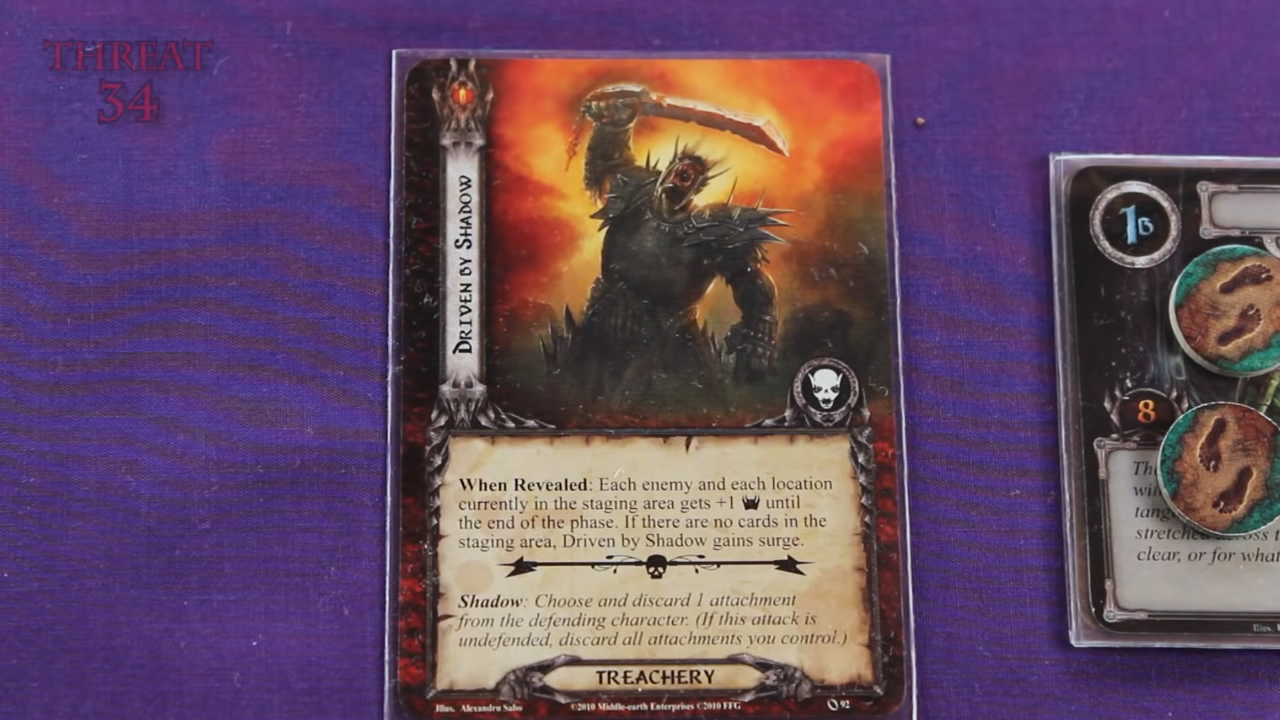 THREAT
34
DRIVEN BY SHADOW
When Revealed: Each enemy and each location
currently in the staging area gets +1 until
the end of the phase. If there are no cards in the
staging area, Driven by Shadow gains surge.
Shadow: Choose and discard 1 attachment
from the defending character. (If this attack is
undefended, discard all attachments you control.)
TREACHERY
Illus. Alexandru Sabo ©2010 Middle-earth Enterprises ©2010 FFG 92
1B
8
stretched
clear, or for what